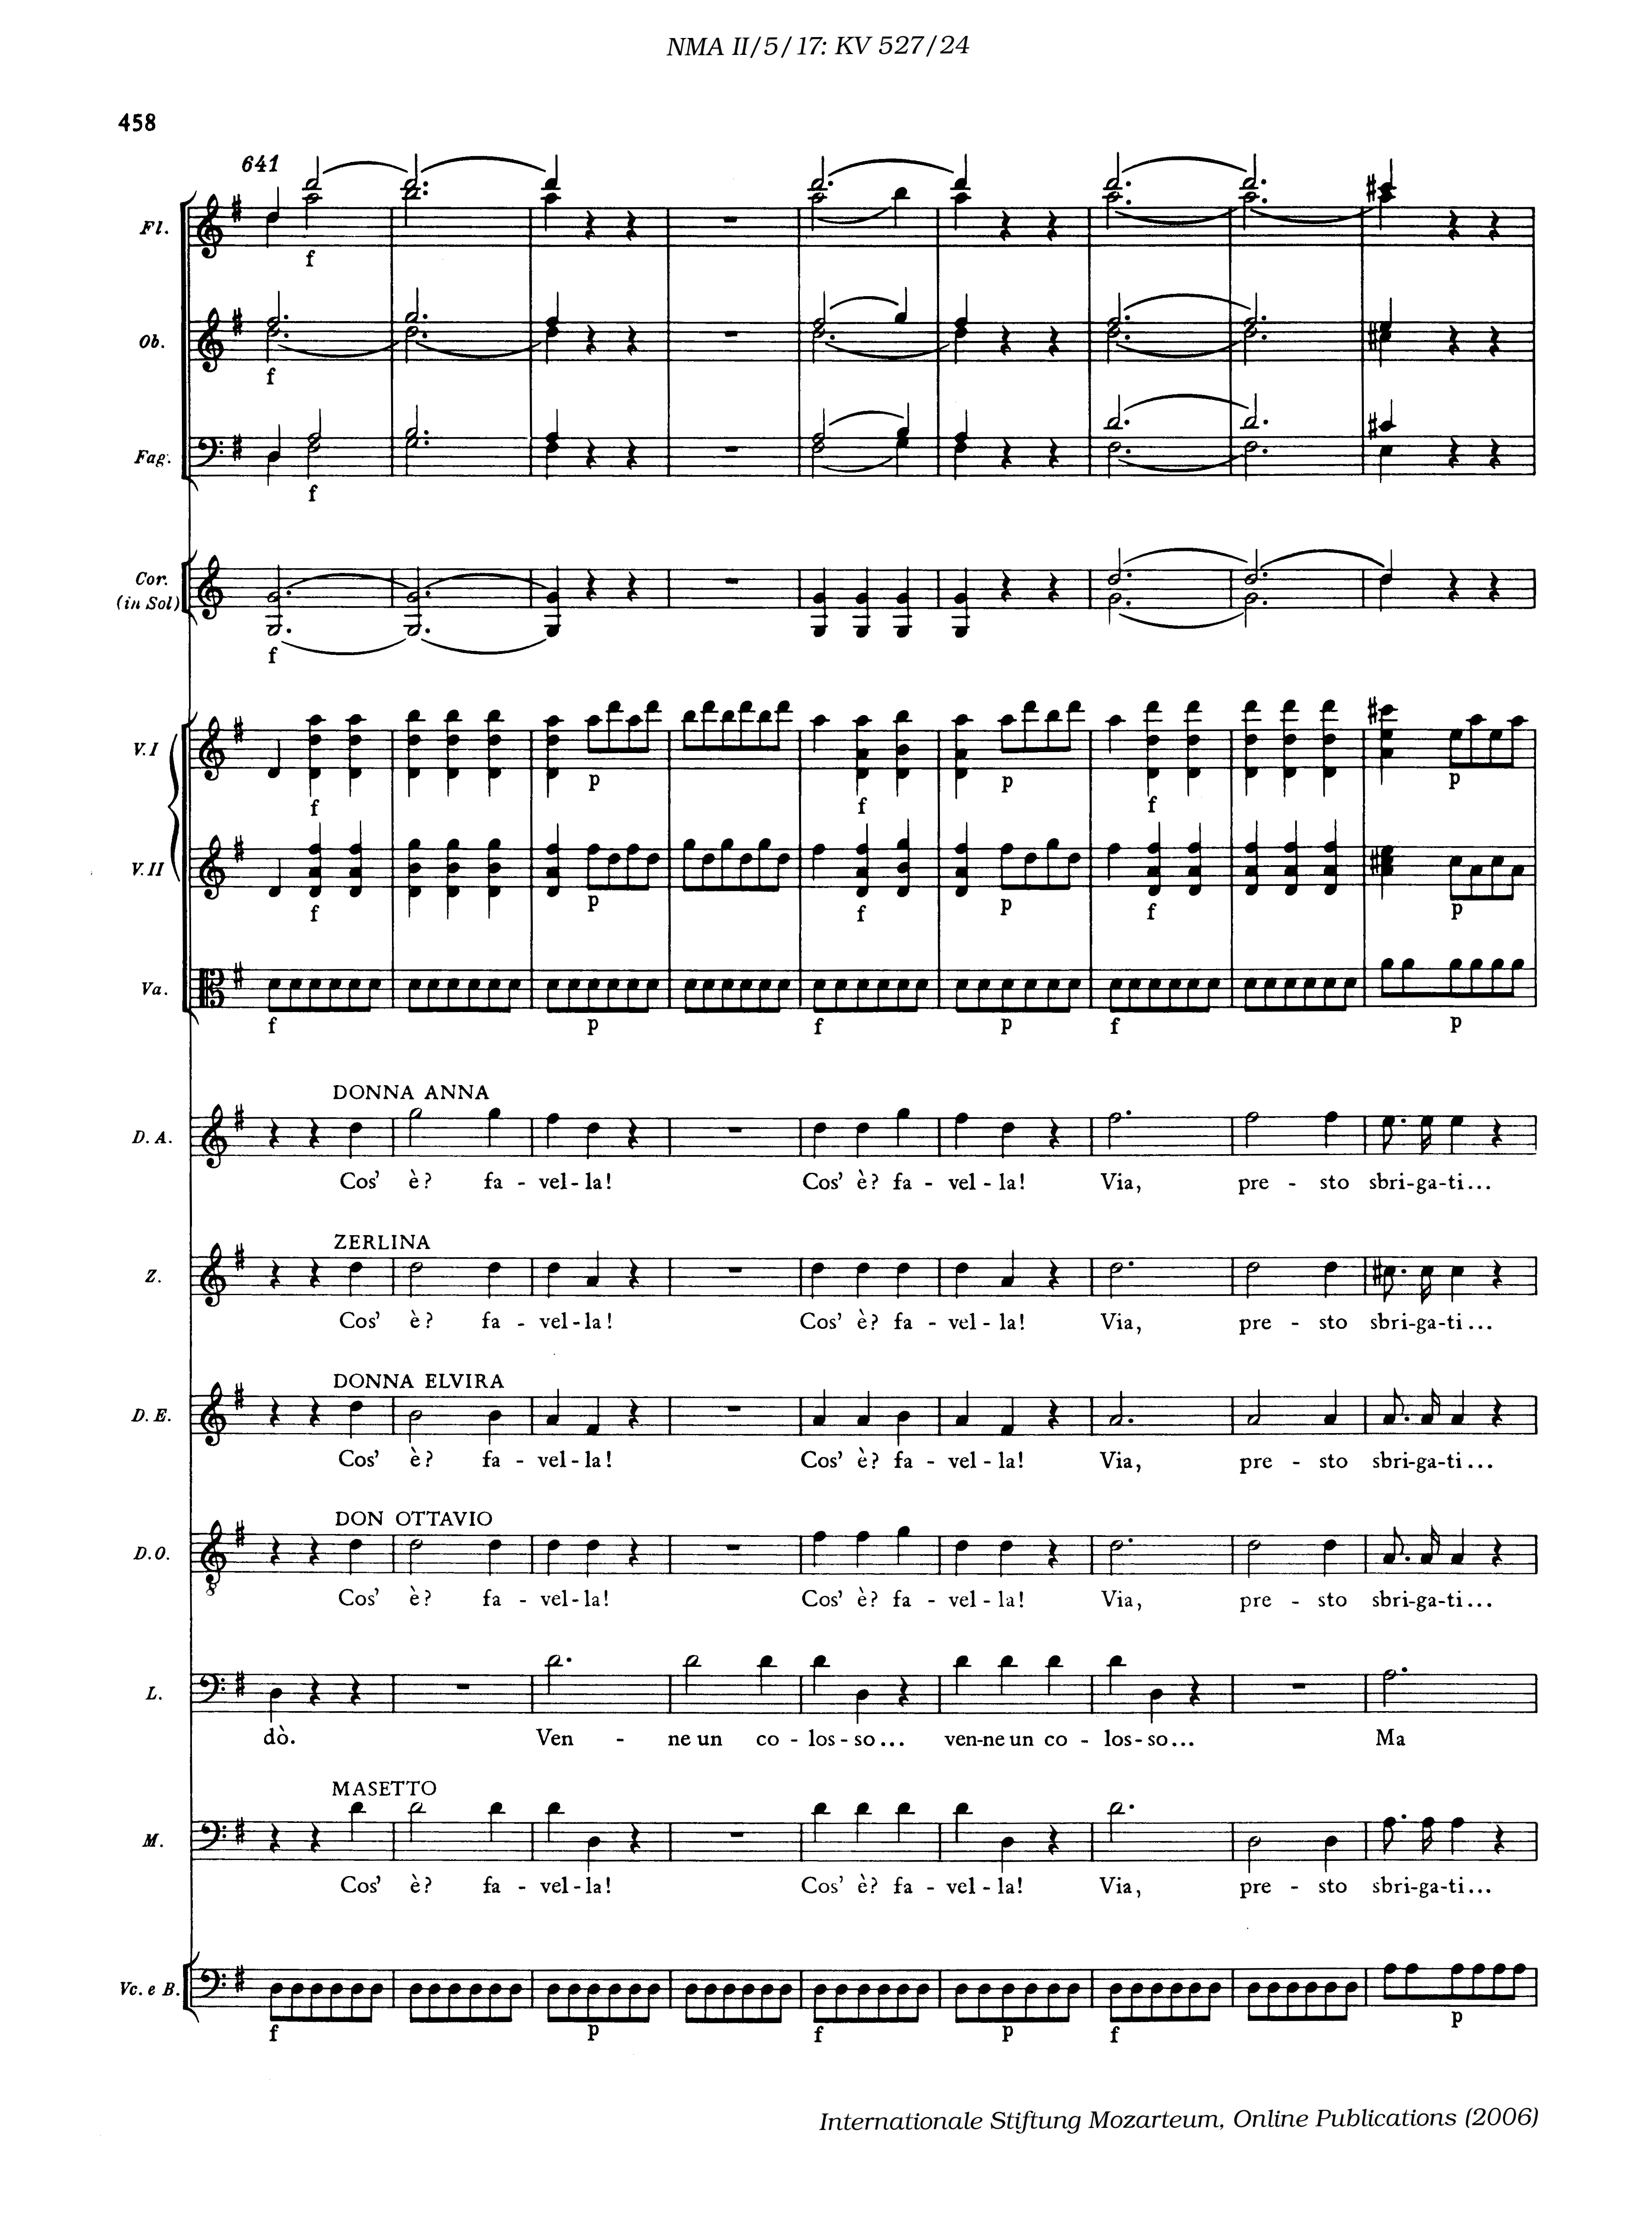 NMA II/5/17: KV 527/24
458
641
Fl.
f
Ob.
f
Fag.
f
Cor.
(in Sol)
f
V. I
p p p
f f f
V. II
p p p
f f f
Va.
f p f p f p
DONNA ANNA
D. A.
Cos' è? fa - vel - la! Cos' è? fa - vel - la! Via, pre - sto sbri-ga-ti...
ZERLINA
Z.
Cos' è? fa - vel - la! Cos' è? fa - vel - la! Via, pre - sto sbri-ga-ti...
DONNA ELVIRA
D. E.
Cos' è? fa - vel - la! Cos' è? fa - vel - la! Via, pre - sto sbri-ga-ti...
DON OTTAVIO
D.O.
8
Cos' è? fa - vel - la! Cos' è? fa - vel - la! Via, pre - sto sbri-ga-ti...
L.
dò. Ven - ne un co - los - so... ven-ne un co - los - so... Ma
MASETTO
M.
Cos' è? fa - vel - la! Cos' è? fa - vel - la! Via, pre - sto sbri-ga-ti...
Vc. e B.
f p f p f p
Internationale Stiftung Mozarteum, Online Publications (2006)